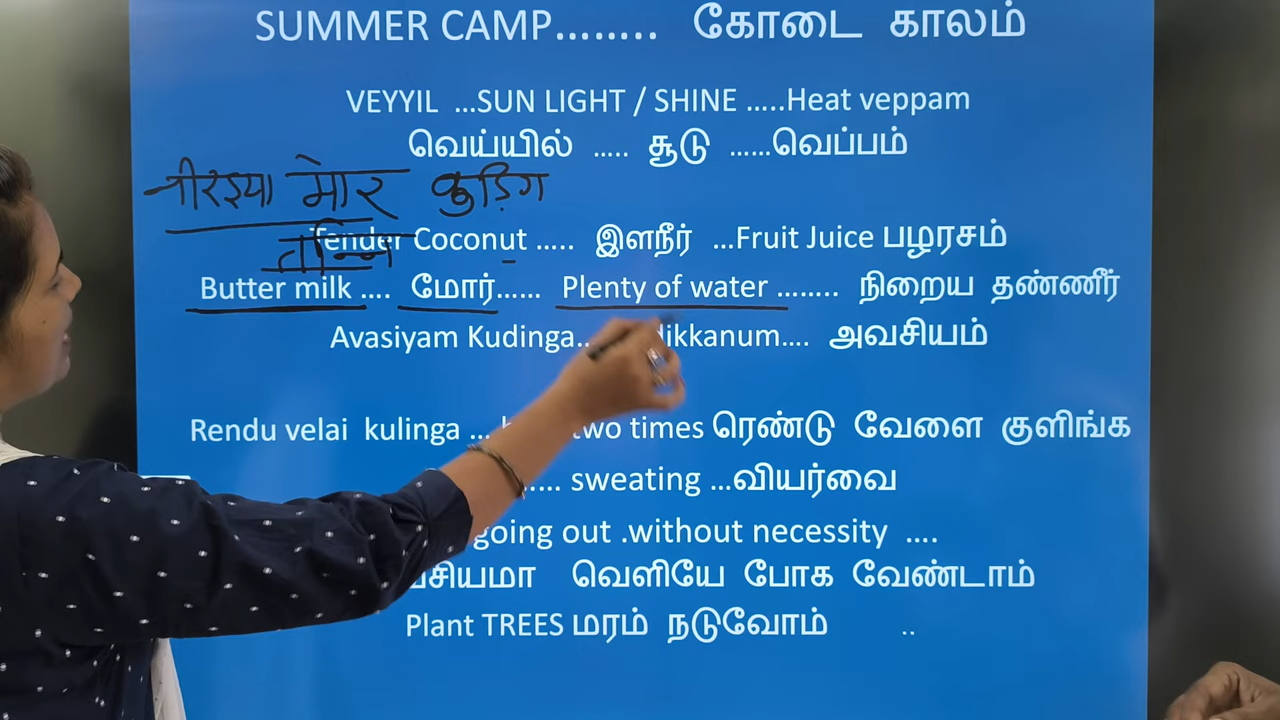 SUMMER CAMP........ கோடை காலம்
VEYYIL ...SUN LIGHT / SHINE .....Heat veppam
வெய்யில் ..... சூடு ......வெப்பம்
மோர் குடிங
Tender Coconut ..... இளநீர் ...Fruit Juice பழரசம்
Butter milk .... மோர்...... Plenty of water ........ நிறைய தண்ணீர்
Avasiyam Kudinga.. dikkanum.... அவசியம்
Rendu velai kulinga ... two times ரெண்டு வேளை குளிங்க
.... sweating ...வியர்வை
going out .without necessity ....
சியமா வெளியே போக வேண்டாம்
Plant TREES மரம் நடுவோம் ..